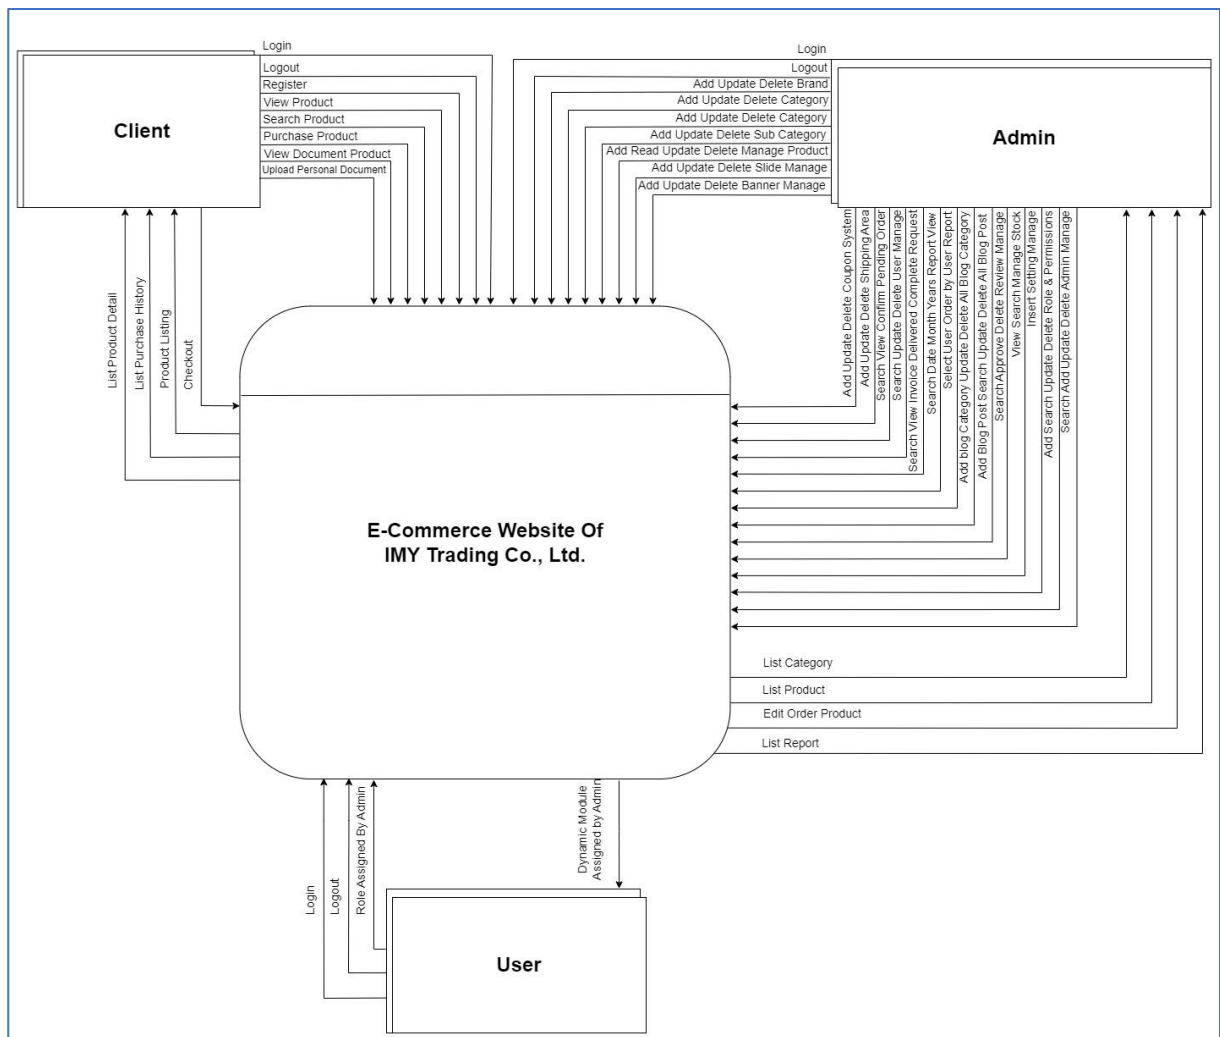 Login
Logout
Register
View Product
Search Product
Purchase Product
View Document Product
Upload Personal Document
Client
Login
Logout
Add Update Delete Brand
Add Update Delete Category
Add Update Delete Category
Add Update Delete Sub Category
Add Read Update Delete Manage Product
Add Update Delete Slide Manage
Add Update Delete Banner Manage
Admin
List Product Detail
List Purchase History
Product Listing
Checkout
Add Update Delete Coupon System
Add Update Delete Shipping Area
Search View Confirm Pending Order
Search Update Delete User Manage
Search View Invoice Delivered Complete Request
Search Date Month Years Report View
Select User Order by User Report
Add blog Category Update Delete All Blog Category
Add Blog Post Search Update Delete All Blog Post
Search Approve Delete Review Manage
View Search Manage Stock
Insert Setting Manage
Add Search Update Delete Role & Permissions
Search Add Update Delete Admin Manage
E-Commerce Website Of
IMY Trading Co., Ltd.
List Category
List Product
Edit Order Product
List Report
Login
Logout
Role Assigned By Admin
Dynamic Module
Assigned by Admin
User